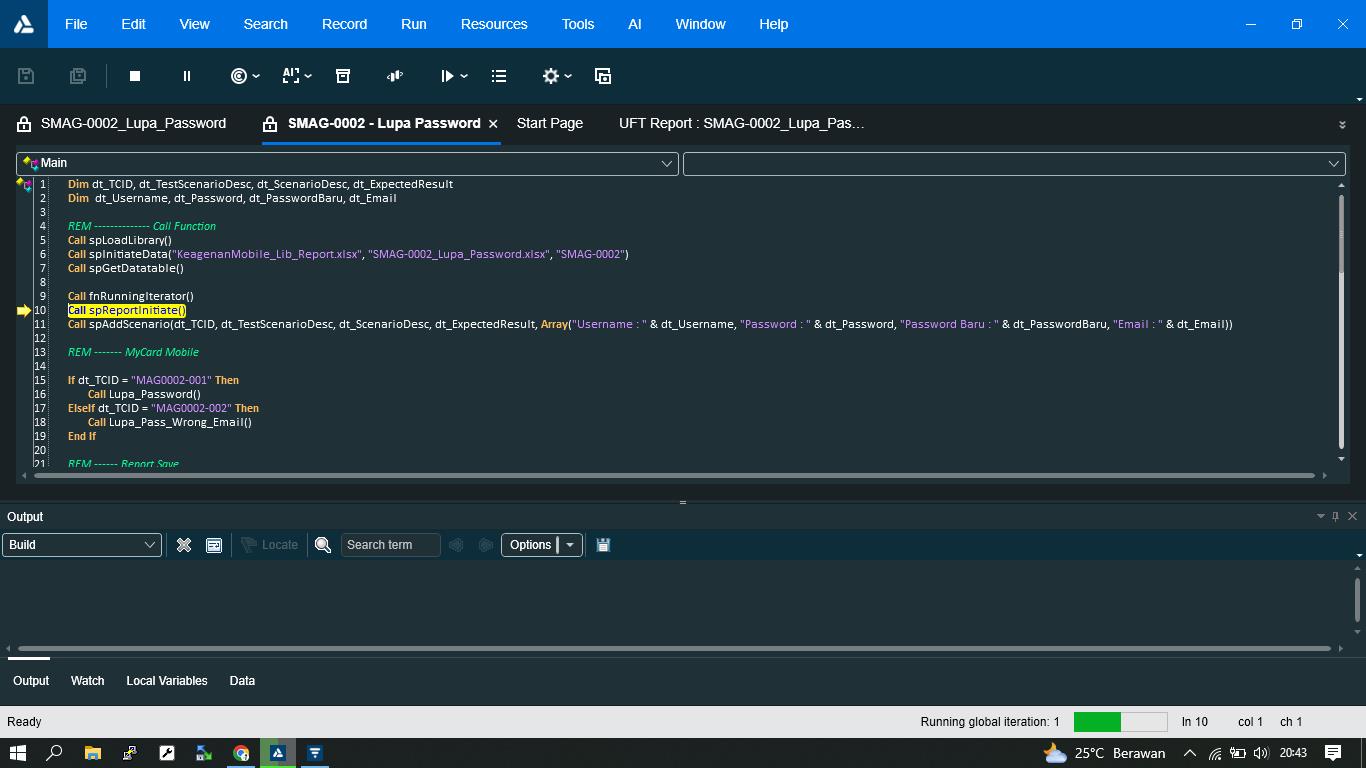 File Edit View Search Record Run Resources Tools AI Window Help
SMAG-0002_Lupa_Password SMAG-0002 - Lupa Password Start Page UFT Report : SMAG-0002_Lupa_Pas...
Main
1 Dim dt_TCID, dt_TestScenarioDesc, dt_ScenarioDesc, dt_ExpectedResult
2 Dim dt_Username, dt_Password, dt_PasswordBaru, dt_Email
3
4 REM -------------- Call Function
5 Call spLoadLibrary()
6 Call spInitiateData("KeagenanMobile_Lib_Report.xlsx", "SMAG-0002_Lupa_Password.xlsx", "SMAG-0002")
7 Call spGetDatatable()
8
9 Call fnRunningIterator()
10 Call spReportInitiate()
11 Call spAddScenario(dt_TCID, dt_TestScenarioDesc, dt_ScenarioDesc, dt_ExpectedResult, Array("Username : " & dt_Username, "Password : " & dt_Password, "Password Baru : " & dt_PasswordBaru, "Email : " & dt_Email))
12
13 REM ------- MyCard Mobile
14
15 If dt_TCID = "MAG0002-001" Then
16 Call Lupa_Password()
17 ElseIf dt_TCID = "MAG0002-002" Then
18 Call Lupa_Pass_Wrong_Email()
19 End If
20
21 REM ------ Report Save
Output
Build Locate Search term Options
Output Watch Local Variables Data
Ready Running global iteration: 1 ln 10 col 1 ch 1
25°C Berawan 20:43